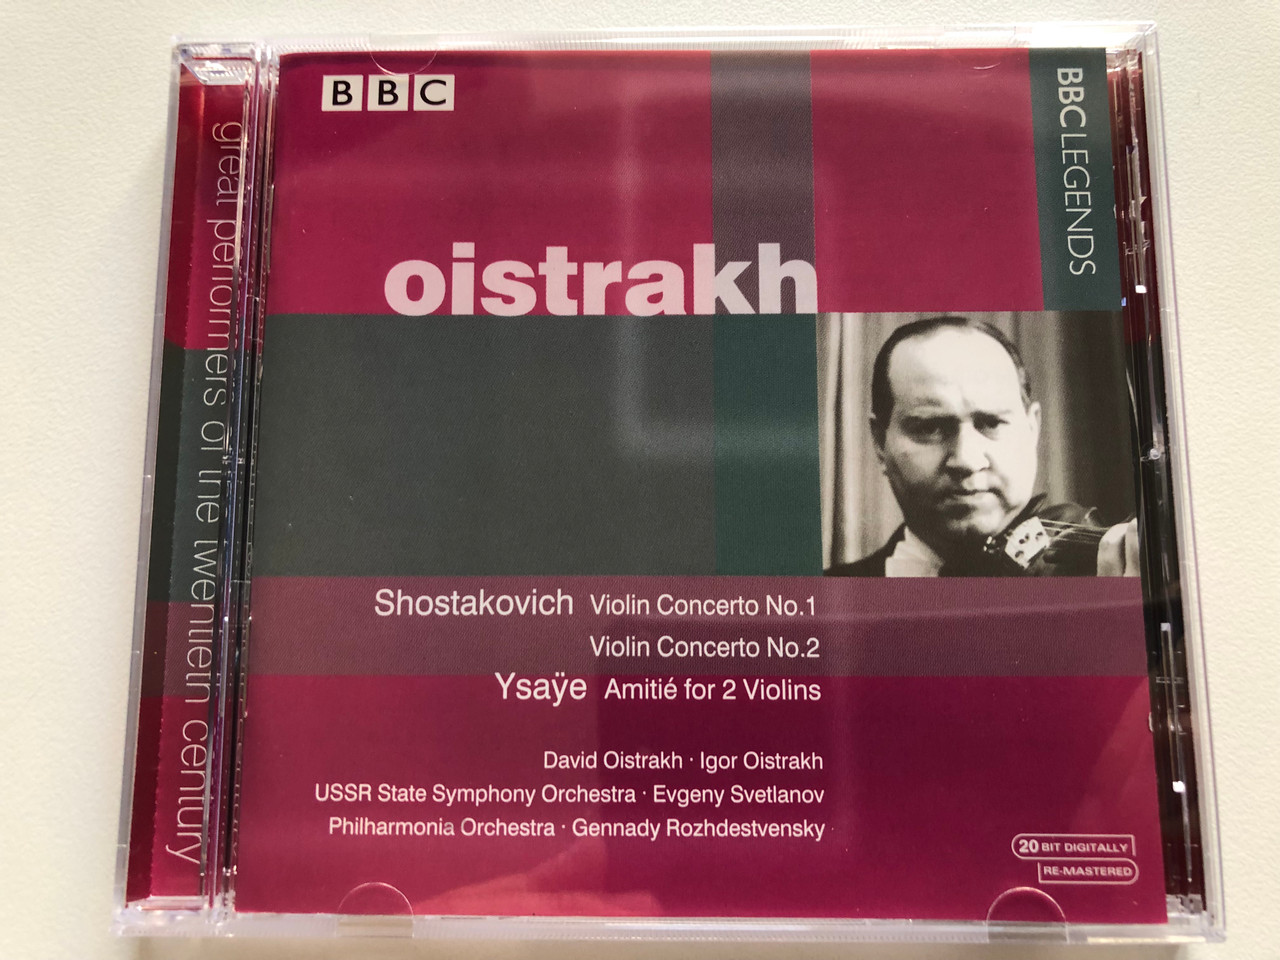 BBC
BBC LEGENDS
great performers of the twentieth century
oistrakh
Shostakovich Violin Concerto No.1
Violin Concerto No.2
Ysaÿe Amitié for 2 Violins
David Oistrakh · Igor Oistrakh
USSR State Symphony Orchestra · Evgeny Svetlanov
Philharmonia Orchestra · Gennady Rozhdestvensky
20 BIT DIGITALLY
RE-MASTERED